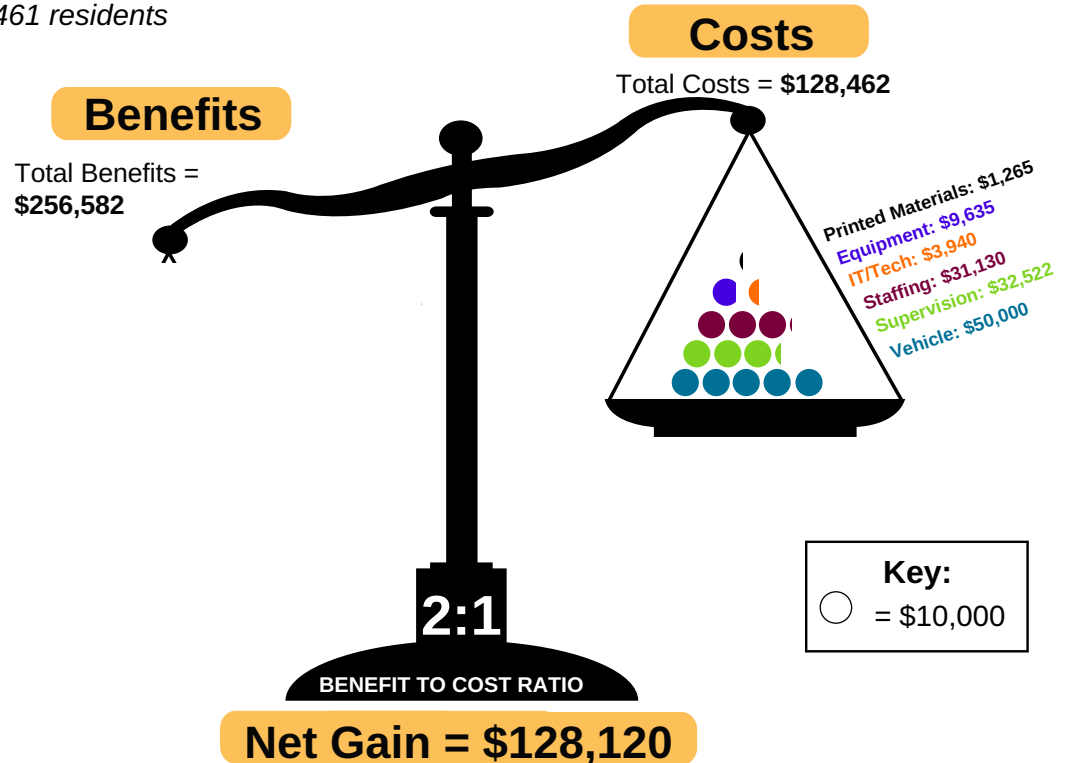 461 residents
Costs
Total Costs = $128,462
Benefits
Total Benefits =
$256,582
Printed Materials: $1,265
Equipment: $9,635
IT/Tech: $3,940
Staffing: $31,130
Supervision: $32,522
Vehicle: $50,000
Key:
= $10,000
2:1
BENEFIT TO COST RATIO
Net Gain = $128,120